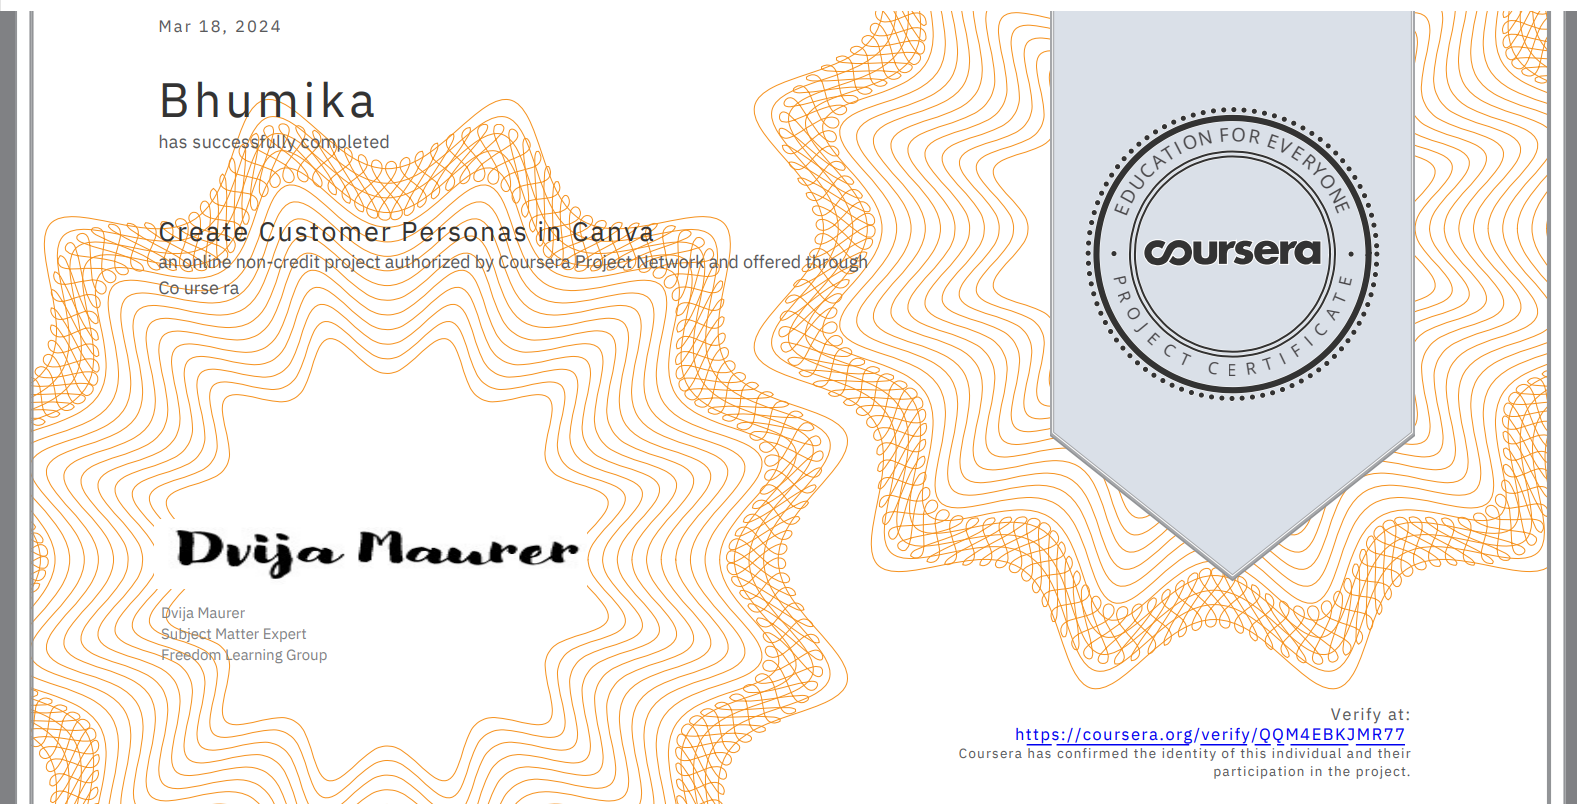 Mar 18, 2024
Bhumika
has successfully completed
Create Customer Personas in Canva
an online non-credit project authorized by Coursera Project Network and offered through
Co urse ra
EDUCATION FOR EVERYONE
coursera
PROJECT CERTIFICATE
Dvija Maurer
Dvija Maurer
Subject Matter Expert
Freedom Learning Group
Verify at:
https://coursera.org/verify/QQM4EBKJMR77
Coursera has confirmed the identity of this individual and their
participation in the project.